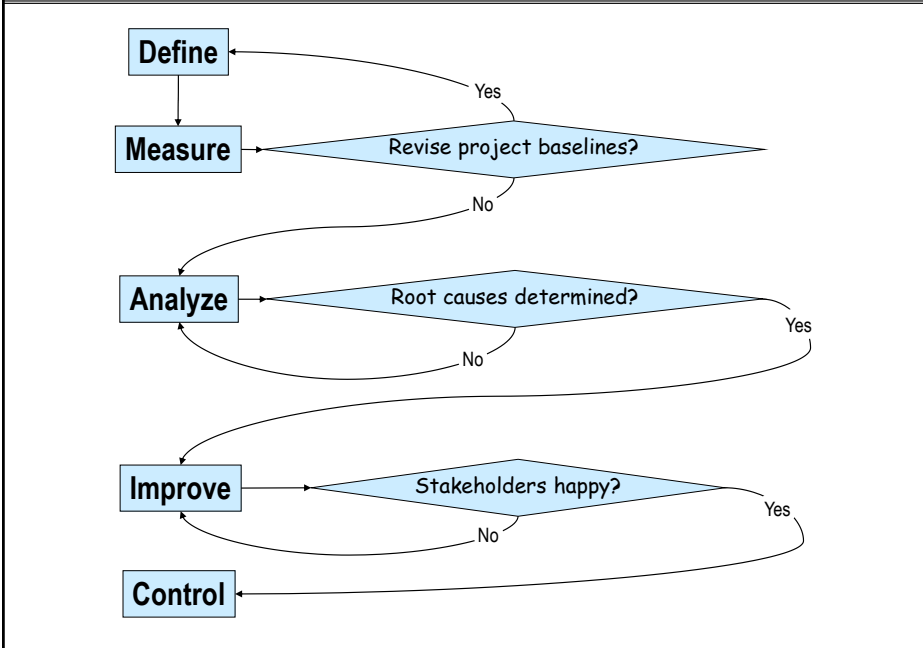 Define
Yes
Measure
Revise project baselines?
No
Analyze
Root causes determined?
Yes
No
Improve
Stakeholders happy?
Yes
No
Control